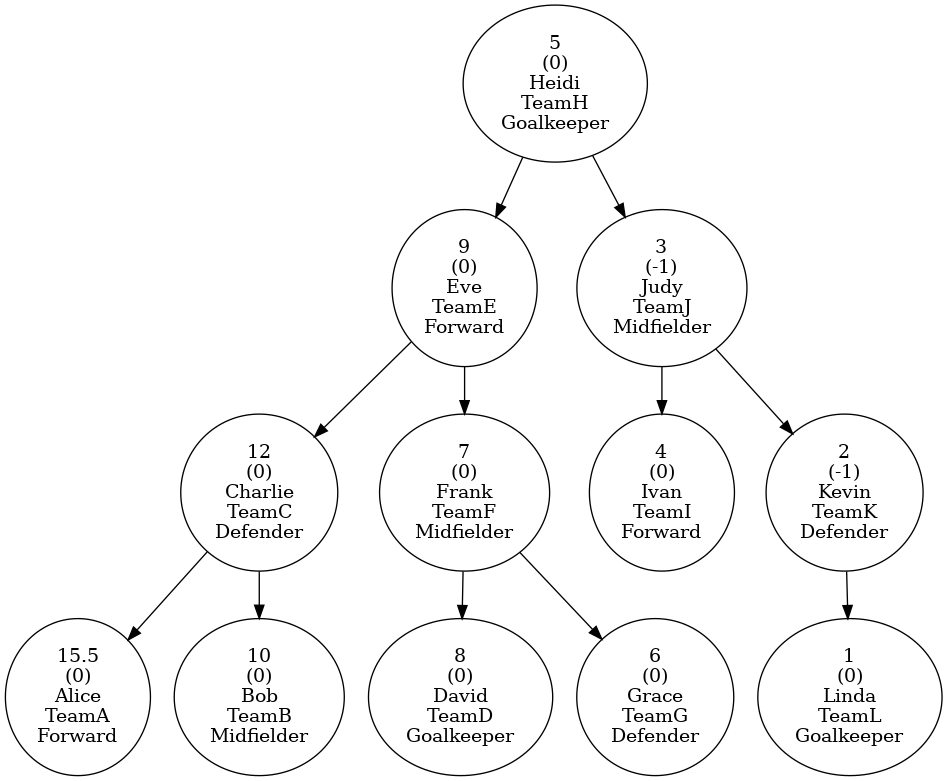 5
(0)
Heidi
TeamH
Goalkeeper
9
(0)
Eve
TeamE
Forward
3
(-1)
Judy
TeamJ
Midfielder
12
(0)
Charlie
TeamC
Defender
7
(0)
Frank
TeamF
Midfielder
4
(0)
Ivan
TeamI
Forward
2
(-1)
Kevin
TeamK
Defender
15.5
(0)
Alice
TeamA
Forward
10
(0)
Bob
TeamB
Midfielder
8
(0)
David
TeamD
Goalkeeper
6
(0)
Grace
TeamG
Defender
1
(0)
Linda
TeamL
Goalkeeper